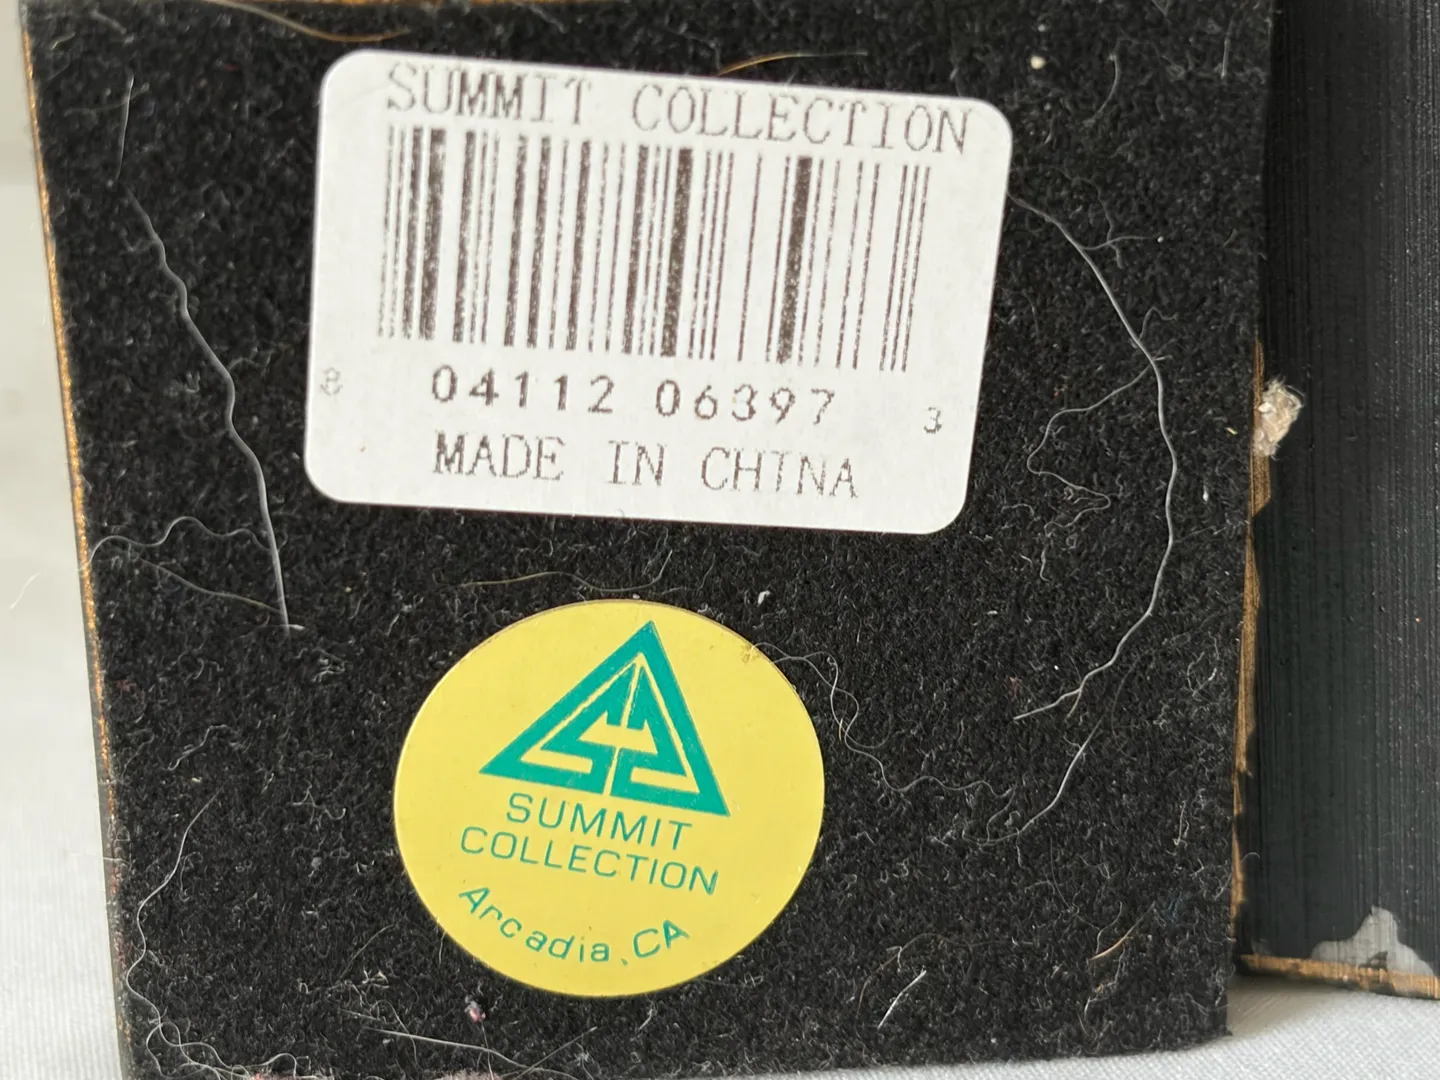 SUMMIT COLLECTION
8 04112 06397 3
MADE IN CHINA
SUMMIT
COLLECTION
Arcadia, CA